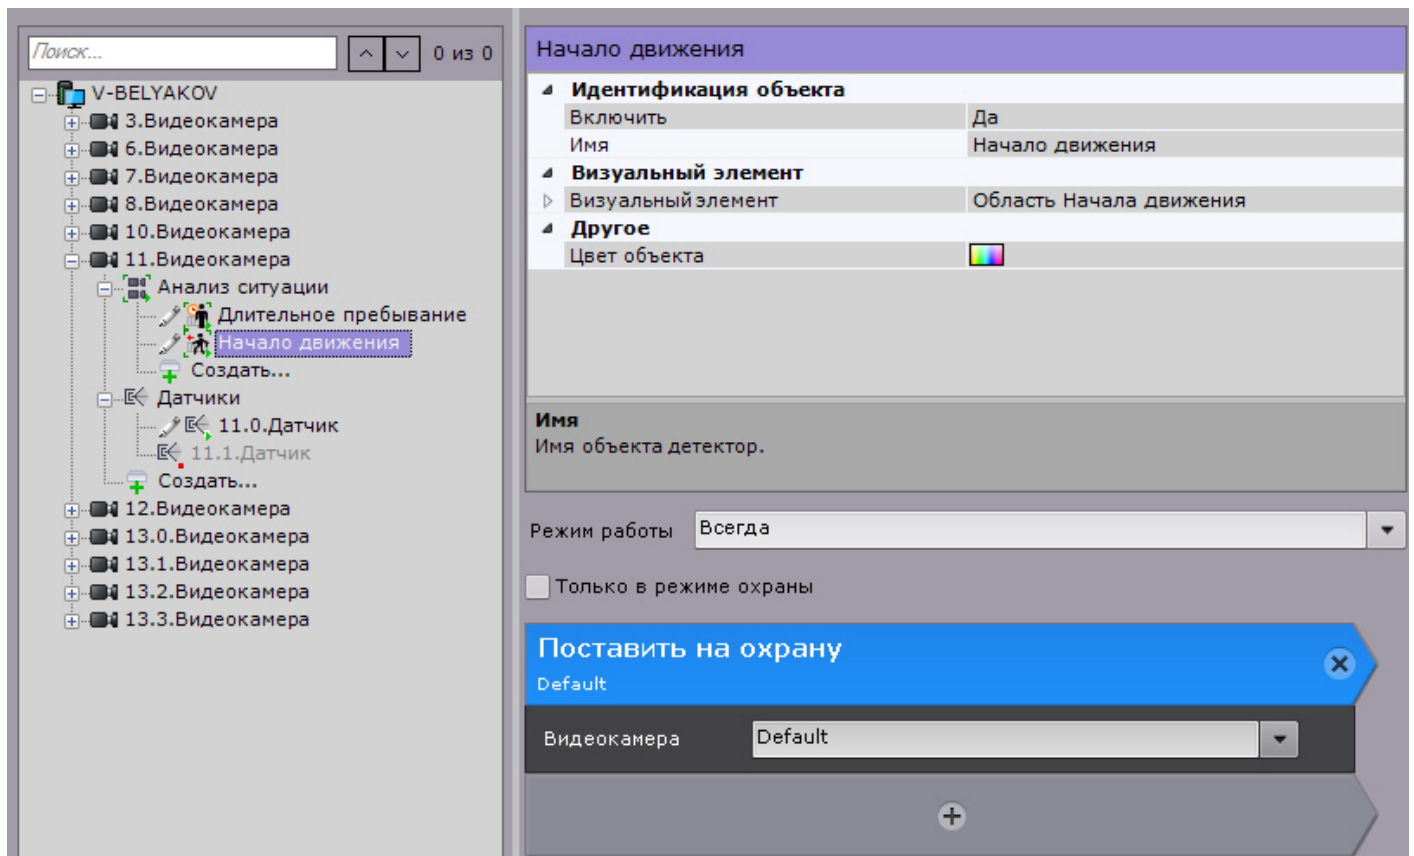 Поиск...
0 из 0
V-BELYAKOV
3.Видеокамера
6.Видеокамера
7.Видеокамера
8.Видеокамера
10.Видеокамера
11.Видеокамера
Анализ ситуации
Длительное пребывание
Начало движения
Создать...
Датчики
11.0.Датчик
11.1.Датчик
Создать...
12.Видеокамера
13.0.Видеокамера
13.1.Видеокамера
13.2.Видеокамера
13.3.Видеокамера
Начало движения
Идентификация объекта
Включить Да
Имя Начало движения
Визуальный элемент
Визуальный элемент Область Начала движения
Другое
Цвет объекта
Имя
Имя объекта детектор.
Режим работы Всегда
Только в режиме охраны
Поставить на охрану
Default
Видеокамера Default